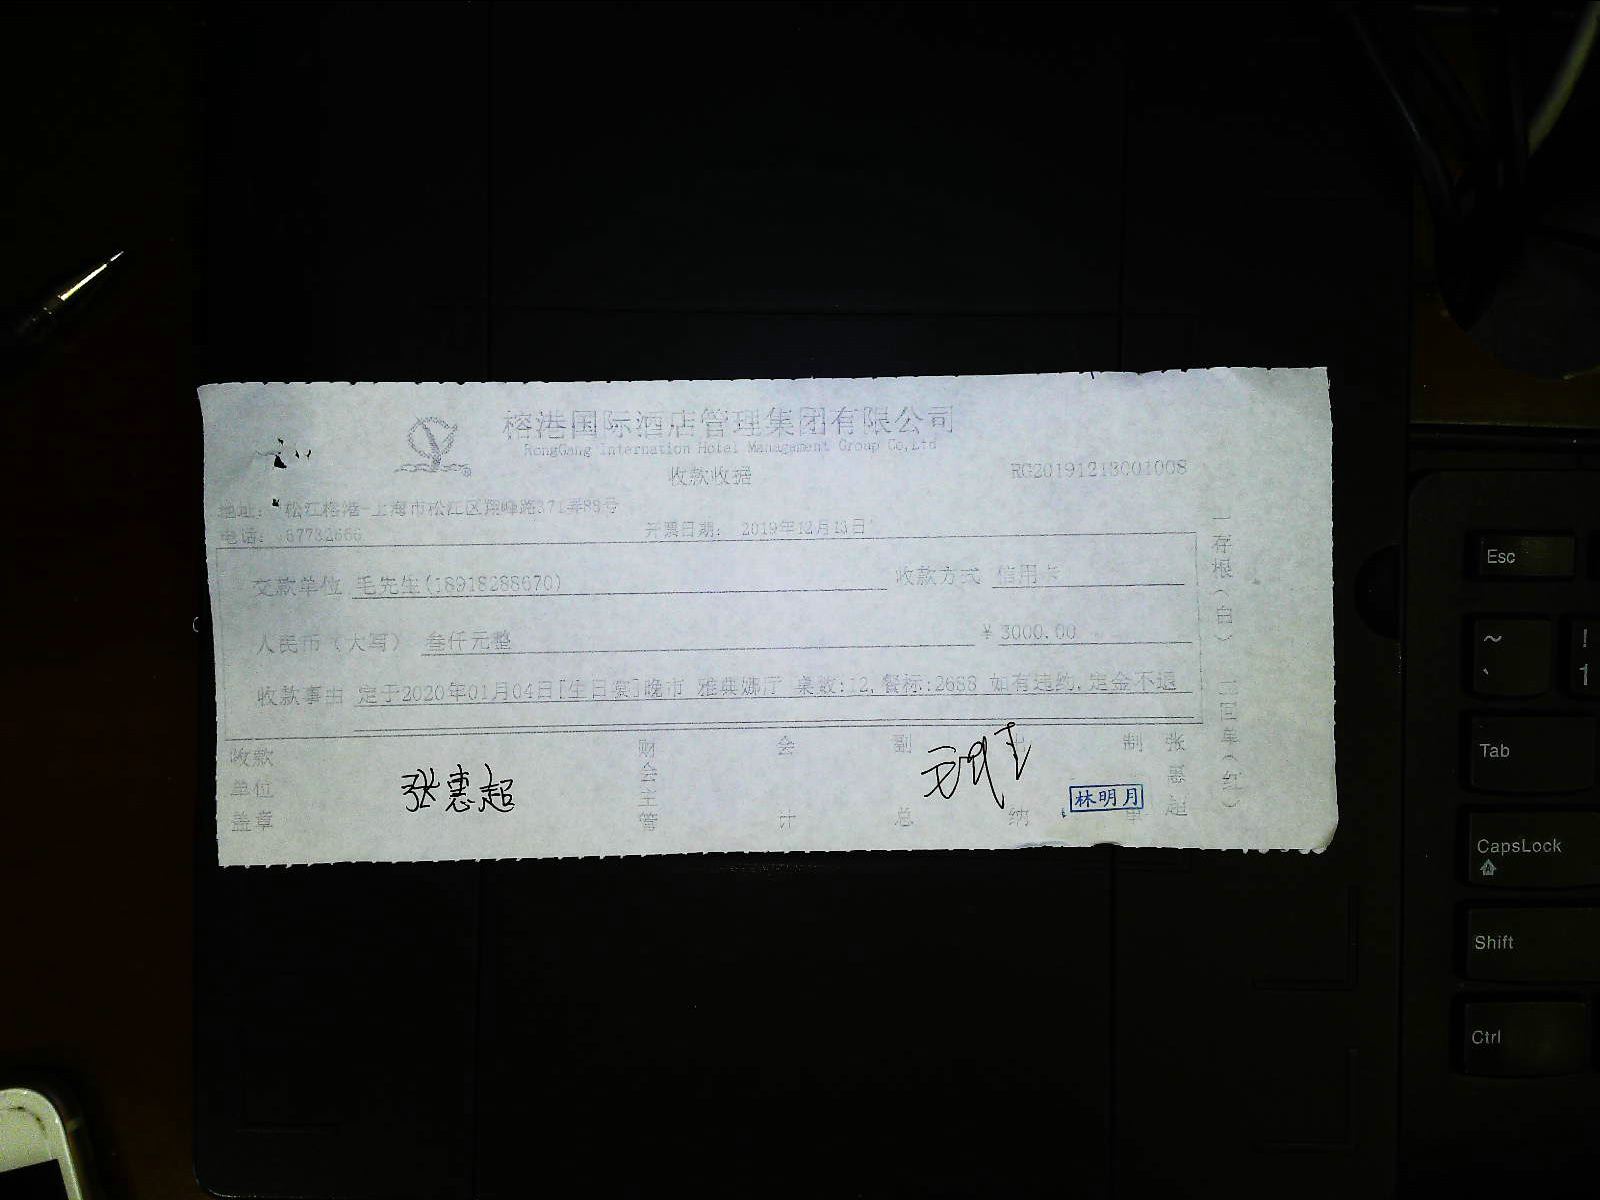 榕港国际酒店管理集团有限公司
RongGang Internation Hotel Management Group Co,Ltd
收款收据
RG20191213001008
地址: 松江榕港-上海市松江区翔峰路371弄88号
电话: 67732666
开票日期: 2019年12月13日
交款单位 毛先生(18918288670) 收款方式 信用卡
人民币(大写) 叁仟元整 ¥ 3000.00
收款事由 定于2020年01月04日[生日宴]晚市 雅典娜厅 桌数:12,餐标:2688 如有违约,定金不退
收款单位盖章 张惠超
财会主管
会计
副总
出纳
制单 张惠超
林明月
一存根(白) 二回单(红)
Esc
~
、
!
1
Tab
CapsLock
Shift
Ctrl